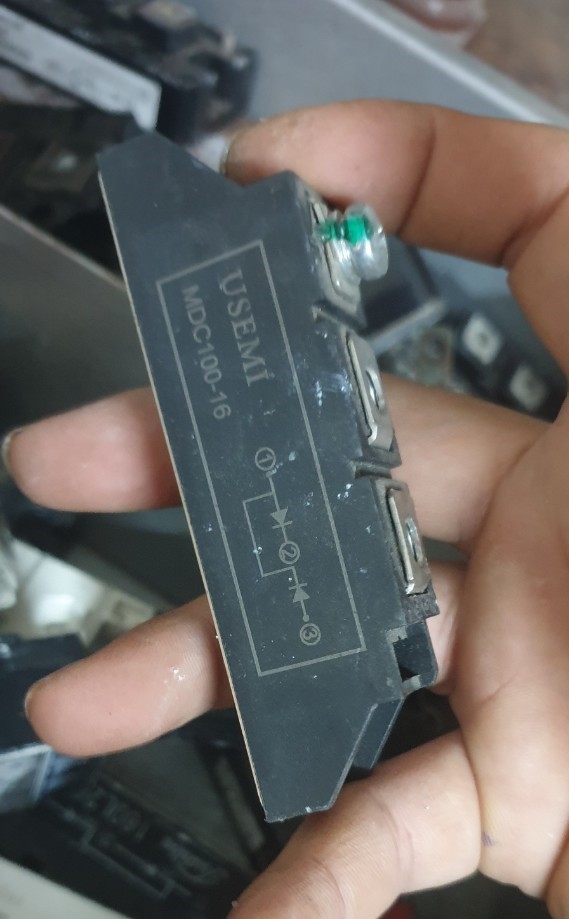 USEMİ
MDC100-16
①
②
③